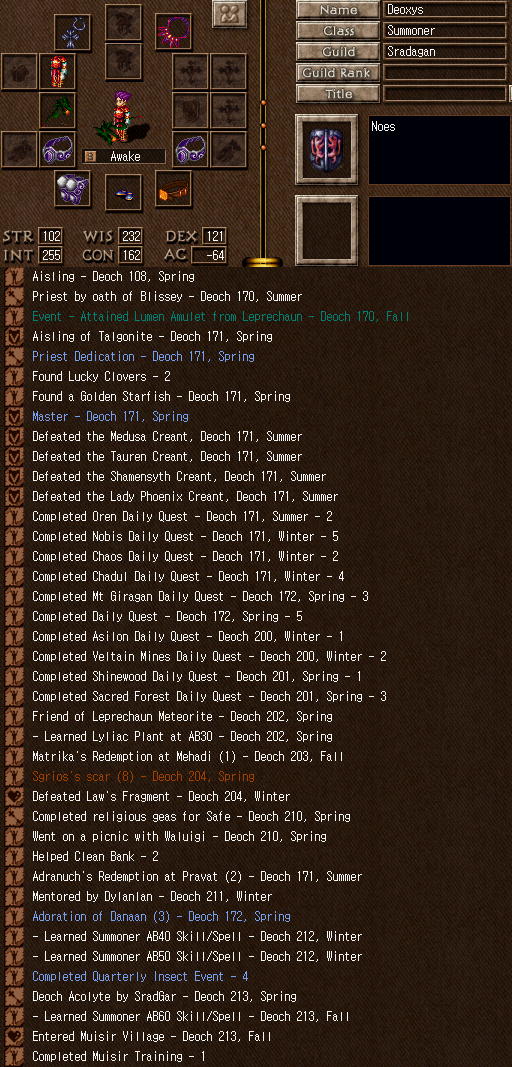 Name Deoxys
Class Summoner
Guild Sradagan
Guild Rank
Title
Awake
Noes
STR 102 WIS 232 DEX 121
INT 255 CON 162 AC -64
Aisling - Deoch 108, Spring
Priest by oath of Blissey - Deoch 170, Summer
Event - Attained Lumen Amulet from Leprechaun - Deoch 170, Fall
Aisling of Talgonite - Deoch 171, Spring
Priest Dedication - Deoch 171, Spring
Found Lucky Clovers - 2
Found a Golden Starfish - Deoch 171, Spring
Master - Deoch 171, Spring
Defeated the Medusa Creant, Deoch 171, Summer
Defeated the Tauren Creant, Deoch 171, Summer
Defeated the Shamensyth Creant, Deoch 171, Summer
Defeated the Lady Phoenix Creant, Deoch 171, Summer
Completed Oren Daily Quest - Deoch 171, Summer - 2
Completed Nobis Daily Quest - Deoch 171, Winter - 5
Completed Chaos Daily Quest - Deoch 171, Winter - 2
Completed Chadul Daily Quest - Deoch 171, Winter - 4
Completed Mt Giragan Daily Quest - Deoch 172, Spring - 3
Completed Daily Quest - Deoch 172, Spring - 5
Completed Asilon Daily Quest - Deoch 200, Winter - 1
Completed Veltain Mines Daily Quest - Deoch 200, Winter - 2
Completed Shinewood Daily Quest - Deoch 201, Spring - 1
Completed Sacred Forest Daily Quest - Deoch 201, Spring - 3
Friend of Leprechaun Meteorite - Deoch 202, Spring
- Learned Lyliac Plant at AB30 - Deoch 202, Spring
Matrika's Redemption at Mehadi (1) - Deoch 203, Fall
Sgrios's scar (8) - Deoch 204, Spring
Defeated Law's Fragment - Deoch 204, Winter
Completed religious geas for Safe - Deoch 210, Spring
Went on a picnic with Waluigi - Deoch 210, Spring
Helped Clean Bank - 2
Adranuch's Redemption at Pravat (2) - Deoch 171, Summer
Mentored by Dylanlan - Deoch 211, Winter
Adoration of Danaan (3) - Deoch 172, Spring
- Learned Summoner AB40 Skill/Spell - Deoch 212, Winter
- Learned Summoner AB50 Skill/Spell - Deoch 212, Winter
Completed Quarterly Insect Event - 4
Deoch Acolyte by SradGar - Deoch 213, Spring
- Learned Summoner AB60 Skill/Spell - Deoch 213, Fall
Entered Muisir Village - Deoch 213, Fall
Completed Muisir Training - 1